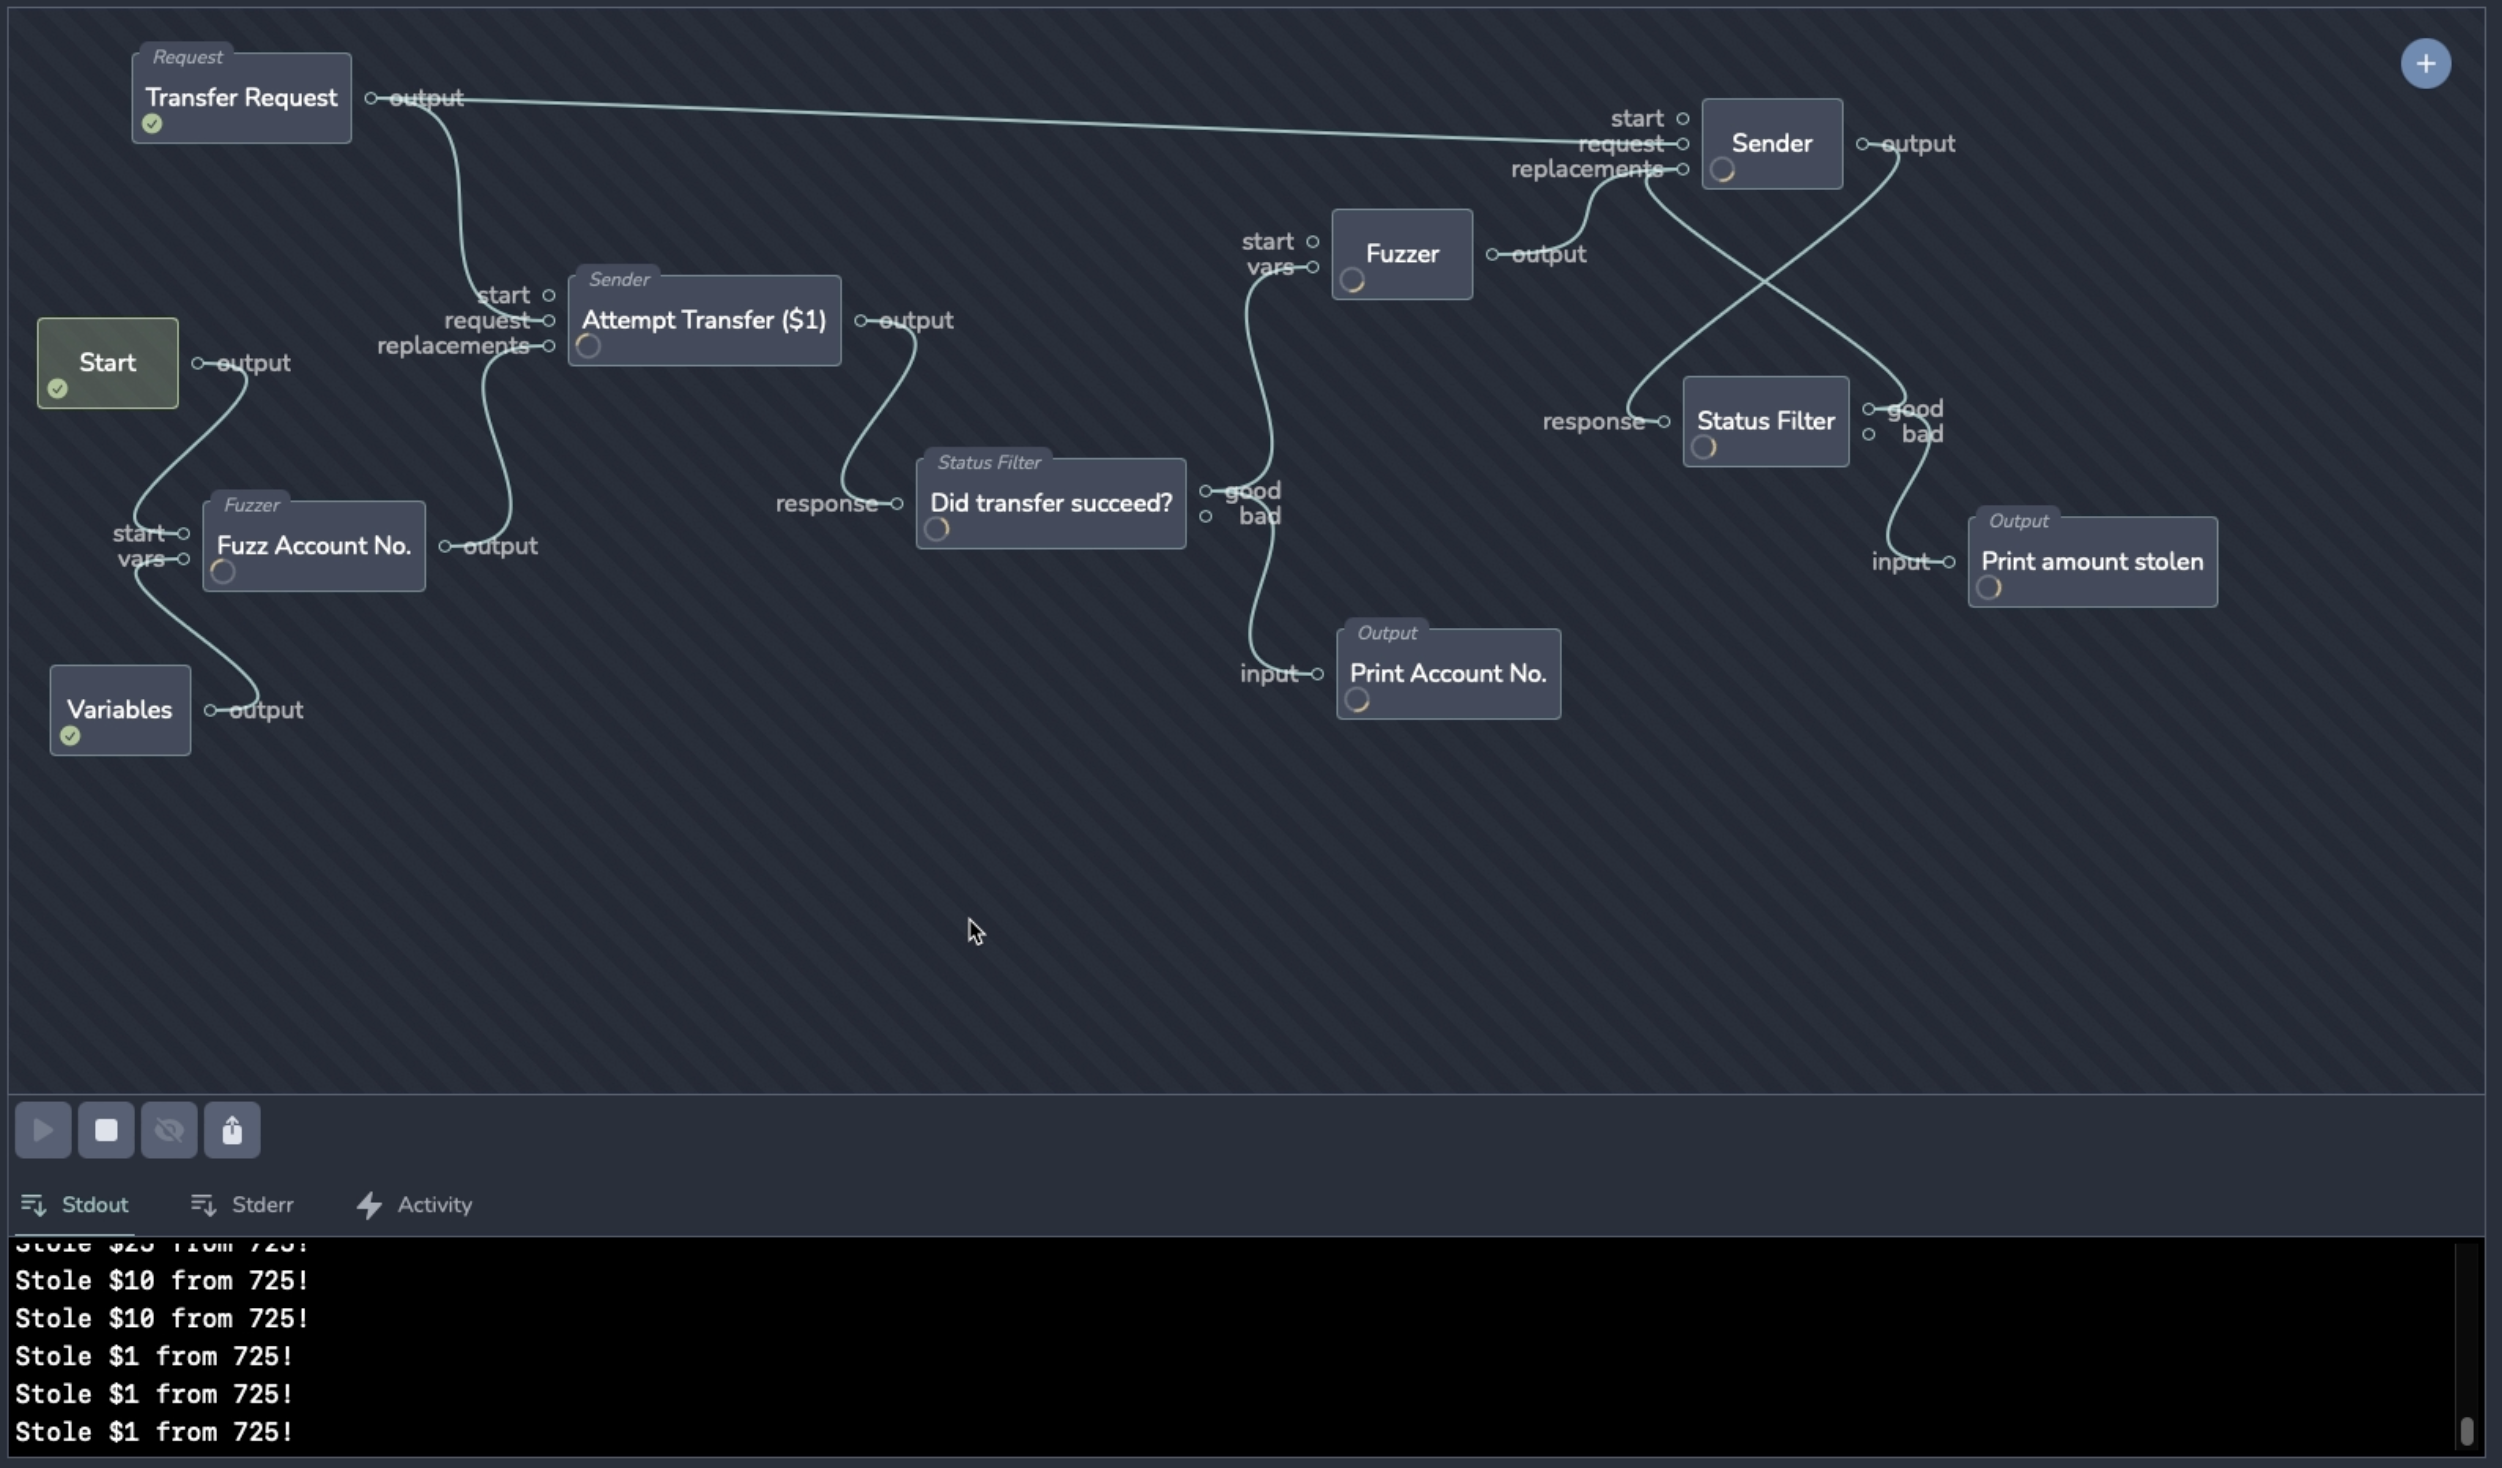 Request
Transfer Request
output
start
request
replacements
Sender
output
start
vars
Fuzzer
output
Sender
start
request
replacements
Attempt Transfer ($1)
output
Start
output
response
Status Filter
good
bad
Status Filter
response
Did transfer succeed?
good
bad
Fuzzer
start
vars
Fuzz Account No.
output
Output
input
Print amount stolen
Output
input
Print Account No.
Variables
output
Stdout
Stderr
Activity
Stole $25 from 725!
Stole $10 from 725!
Stole $10 from 725!
Stole $1 from 725!
Stole $1 from 725!
Stole $1 from 725!